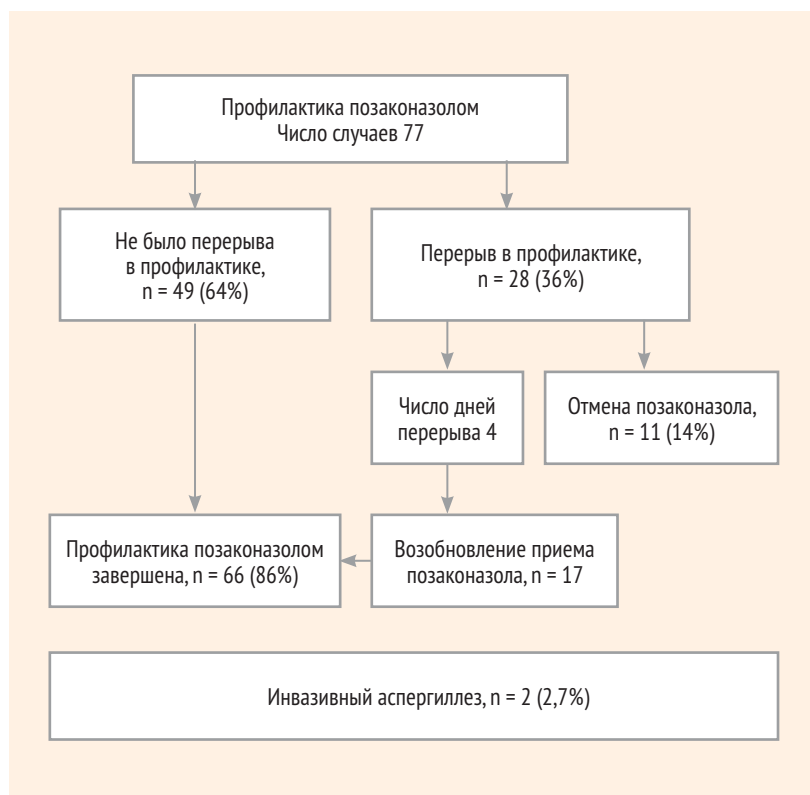 Профилактика позаконазолом
Число случаев 77
Не было перерыва
в профилактике,
n = 49 (64%)
Перерыв в профилактике,
n = 28 (36%)
Число дней
перерыва 4
Отмена позаконазола,
n = 11 (14%)
Профилактика позаконазолом
завершена, n = 66 (86%)
Возобновление приема
позаконазола, n = 17
Инвазивный аспергиллез, n = 2 (2,7%)